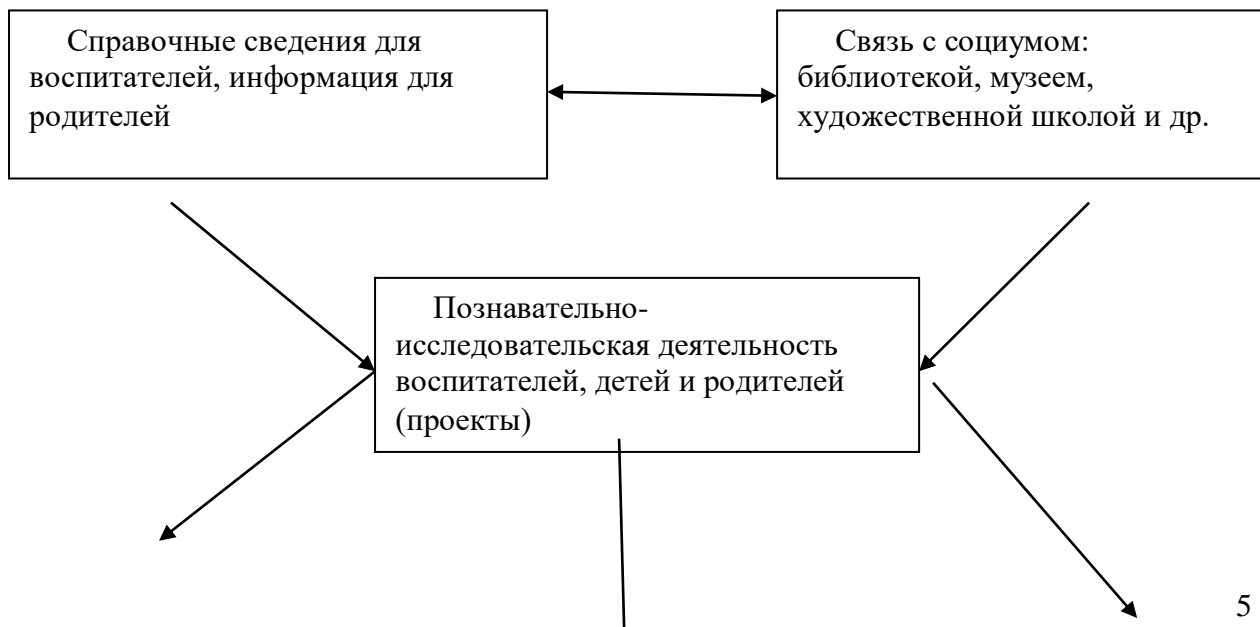 Справочные сведения для
воспитателей, информация для
родителей
Связь с социумом:
библиотекой, музеем,
художественной школой и др.
Познавательно-
исследовательская деятельность
воспитателей, детей и родителей
(проекты)
5